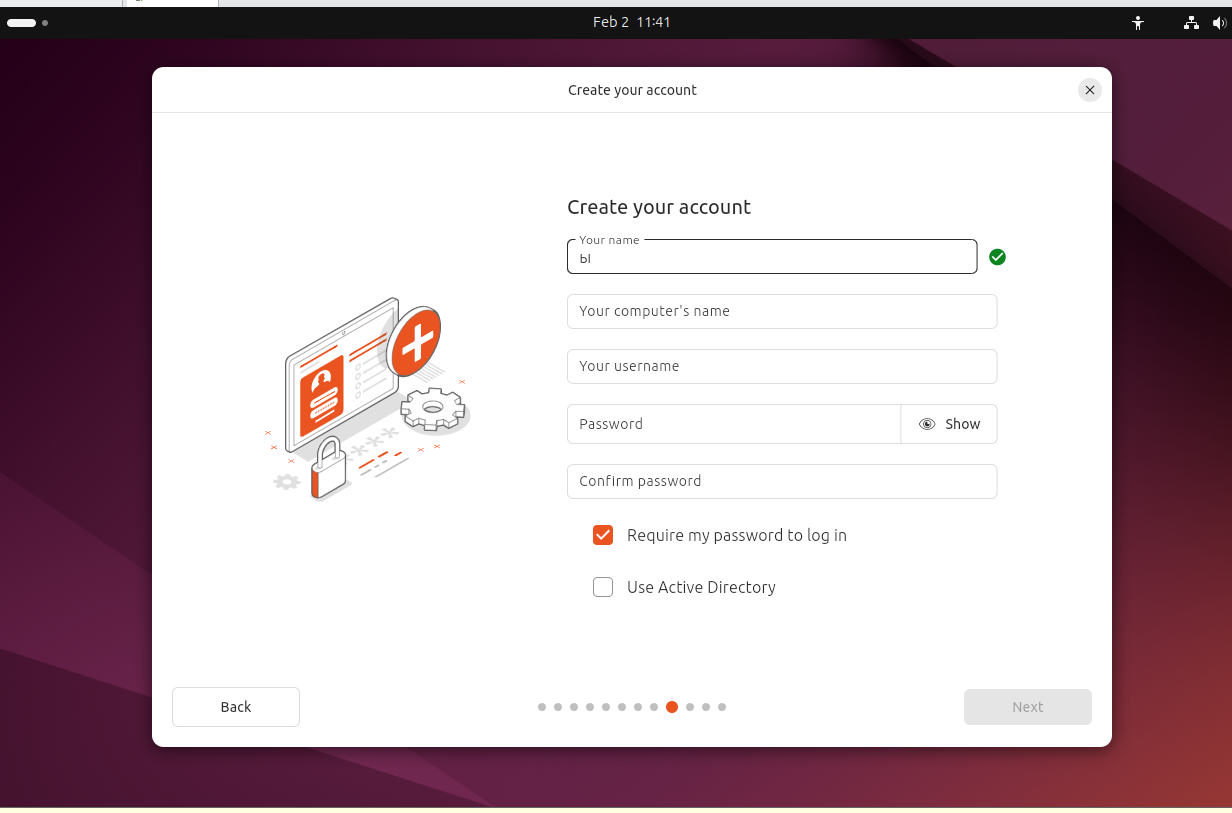 Feb 2 11:41
Create your account
Create your account
Your name
ы
Your computer's name
Your username
Password
Show
Confirm password
Require my password to log in
Use Active Directory
Back
Next